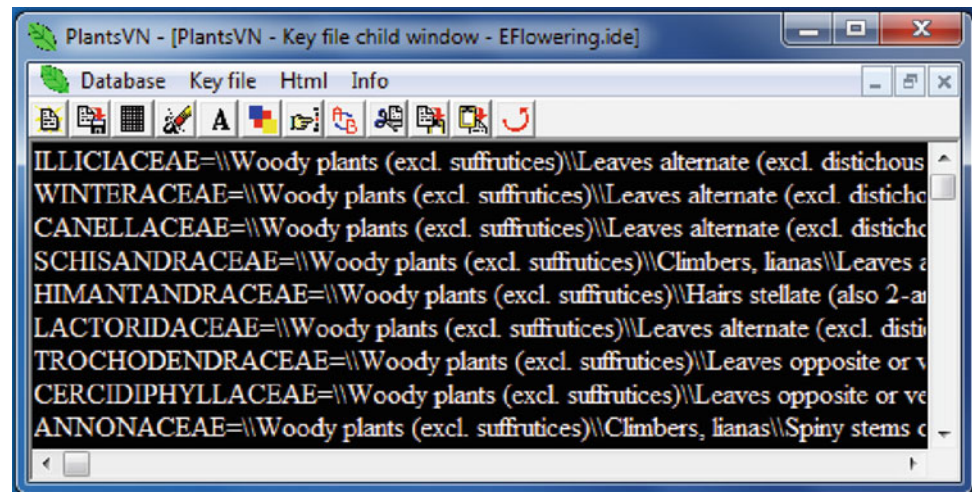 PlantsVN - [PlantsVN - Key file child window - EFlowering.ide]
Database Key file Html Info
ILLICIACEAE=\\Woody plants (excl. suffrutices)\\Leaves alternate (excl. distichous
WINTERACEAE=\\Woody plants (excl. suffrutices)\\Leaves alternate (excl. distichc
CANELLACEAE=\\Woody plants (excl. suffrutices)\\Leaves alternate (excl. distichc
SCHISANDRACEAE=\\Woody plants (excl. suffrutices)\\Climbers, lianas\\Leaves a
HIMANTANDRACEAE=\\Woody plants (excl. suffrutices)\\Hairs stellate (also 2-ar
LACTORIDACEAE=\\Woody plants (excl. suffrutices)\\Leaves alternate (excl. disti
TROCHODENDRACEAE=\\Woody plants (excl. suffrutices)\\Leaves opposite or v
CERCIDIPHYLLACEAE=\\Woody plants (excl. suffrutices)\\Leaves opposite or ve
ANNONACEAE=\\Woody plants (excl. suffrutices)\\Climbers, lianas\\Spiny stems c